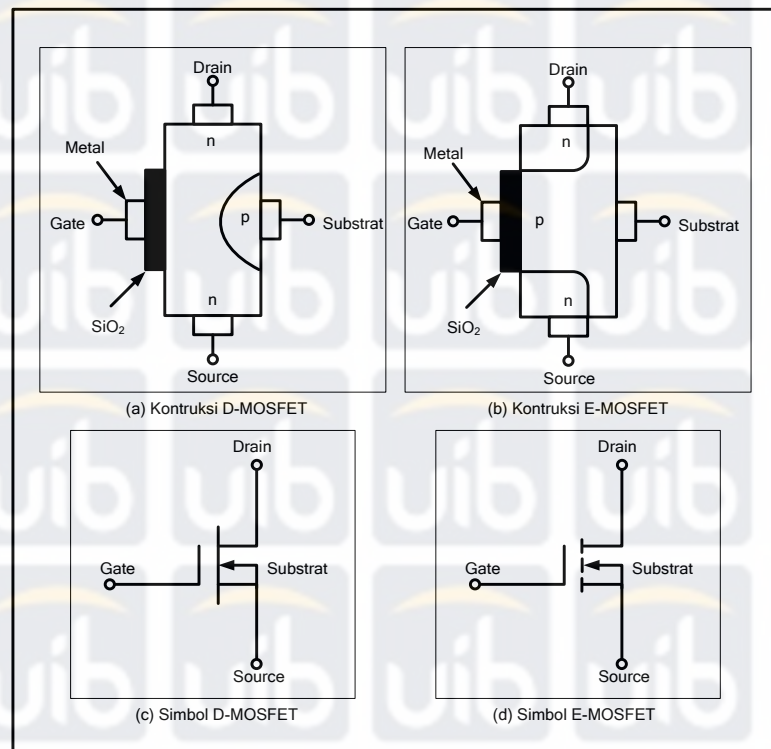 Drain
n
Metal
p
Gate
Substrat
n
SiO₂
Source
(a) Kontruksi D-MOSFET
Drain
n
Metal
p
Gate
Substrat
n
SiO₂
Source
(b) Kontruksi E-MOSFET
Drain
Gate
Substrat
Source
(c) Simbol D-MOSFET
Drain
Gate
Substrat
Source
(d) Simbol E-MOSFET
uib